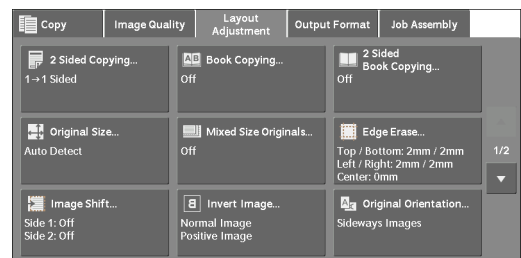 Copy
Image Quality
Layout
Adjustment
Output Format
Job Assembly
2 Sided Copying...
1→1 Sided
Book Copying...
Off
2 Sided
Book Copying...
Off
Original Size...
Auto Detect
Mixed Size Originals...
Off
Edge Erase...
Top / Bottom: 2mm / 2mm
Left / Right: 2mm / 2mm
Center: 0mm
1/2
Image Shift...
Side 1: Off
Side 2: Off
Invert Image...
Normal Image
Positive Image
Original Orientation...
Sideways Images